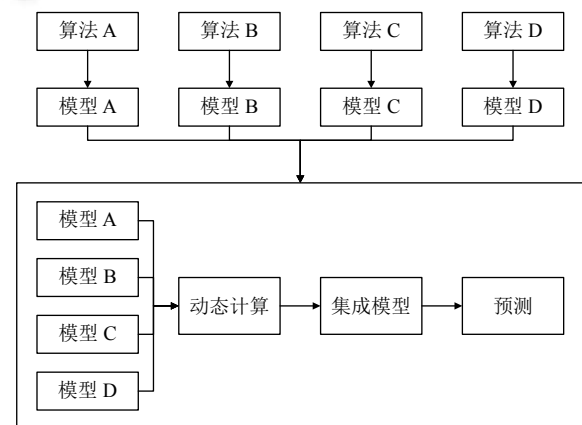 算法 A 算法 B 算法 C 算法 D
模型 A 模型 B 模型 C 模型 D
模型 A
模型 B
动态计算 集成模型 预测
模型 C
模型 D